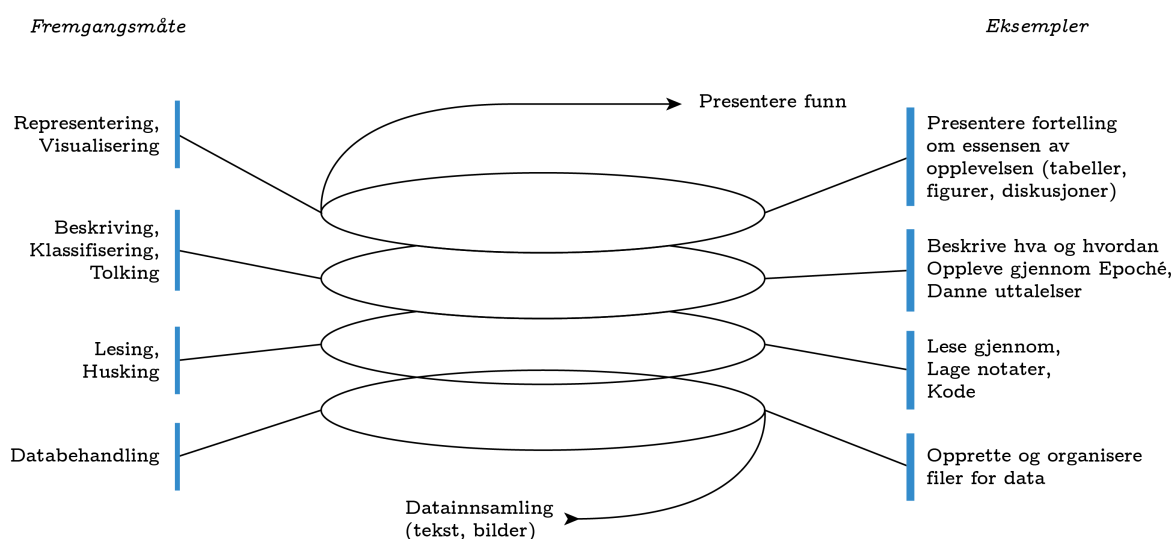 Fremgangsmåte
Eksempler
Presentere funn
Representering,
Visualisering
Presentere fortelling
om essensen av
opplevelsen (tabeller,
figurer, diskusjoner)
Beskriving,
Klassifisering,
Tolking
Beskrive hva og hvordan
Oppleve gjennom Epoché,
Danne uttalelser
Lesing,
Husking
Lese gjennom,
Lage notater,
Kode
Databehandling
Opprette og organisere
filer for data
Datainnsamling
(tekst, bilder)